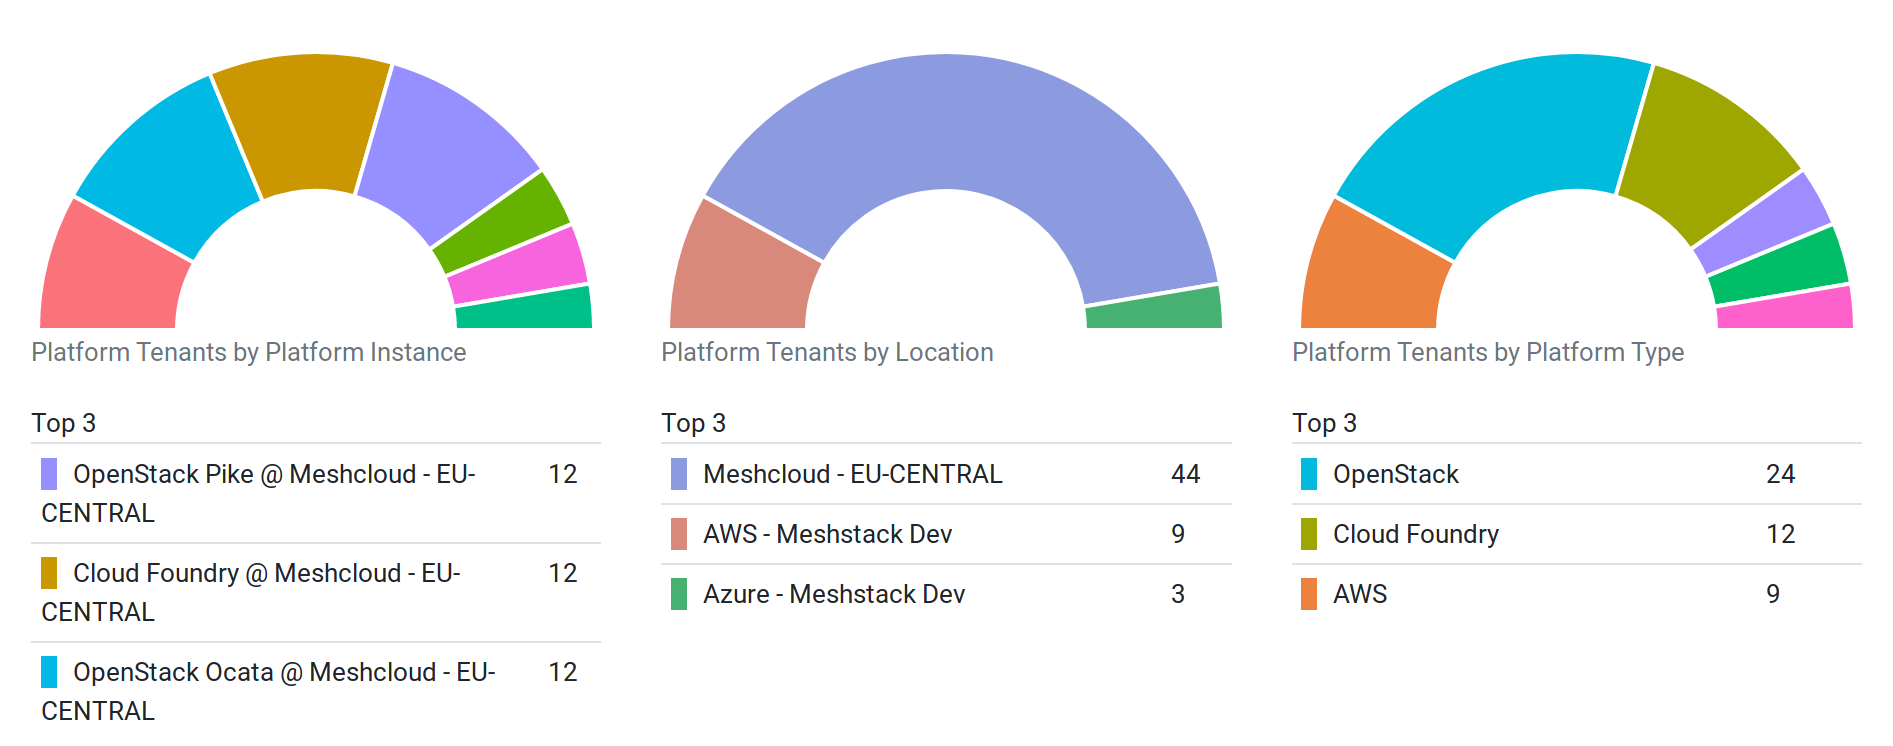 Platform Tenants by Platform Instance
Top 3
OpenStack Pike @ Meshcloud - EU- 12
CENTRAL
Cloud Foundry @ Meshcloud - EU- 12
CENTRAL
OpenStack Ocata @ Meshcloud - EU- 12
CENTRAL
Platform Tenants by Location
Top 3
Meshcloud - EU-CENTRAL 44
AWS - Meshstack Dev 9
Azure - Meshstack Dev 3
Platform Tenants by Platform Type
Top 3
OpenStack 24
Cloud Foundry 12
AWS 9